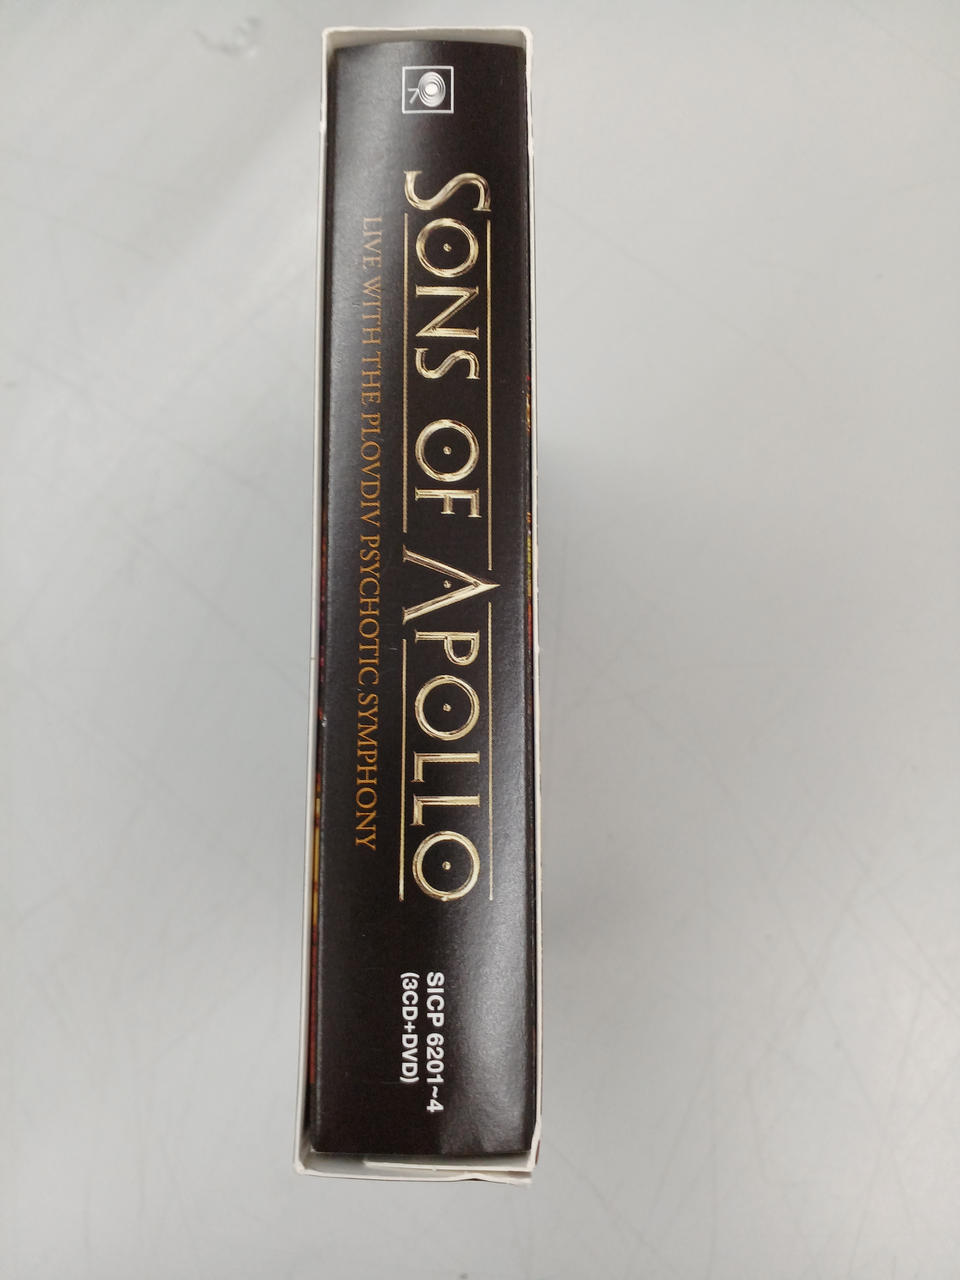 SONS OF APOLLO
LIVE WITH THE PLOVDIV PSYCHOTIC SYMPHONY
SICP 6201~4
(3CD+DVD)